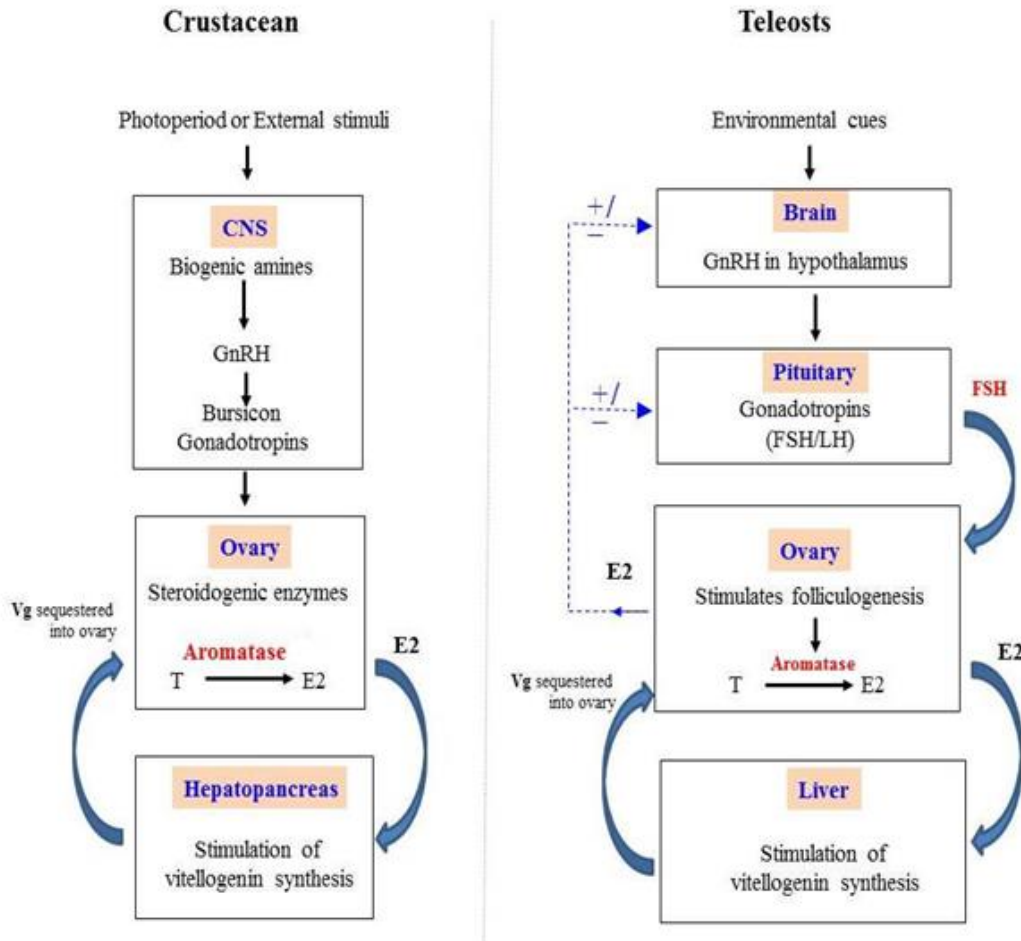 Crustacean
Photoperiod or External stimuli
CNS
Biogenic amines
GnRH
Bursicon
Gonadotropins
Ovary
Steroidogenic enzymes
Vg sequestered
into ovary
Aromatase
T
E2
E2
Hepatopancreas
Stimulation of
vitellogenin synthesis
Teleosts
Environmental cues
+/
−
Brain
GnRH in hypothalamus
+/
−
Pituitary
Gonadotropins
(FSH/LH)
FSH
Ovary
E2
Stimulates folliculogenesis
Aromatase
T
E2
E2
Vg sequestered
into ovary
Liver
Stimulation of
vitellogenin synthesis